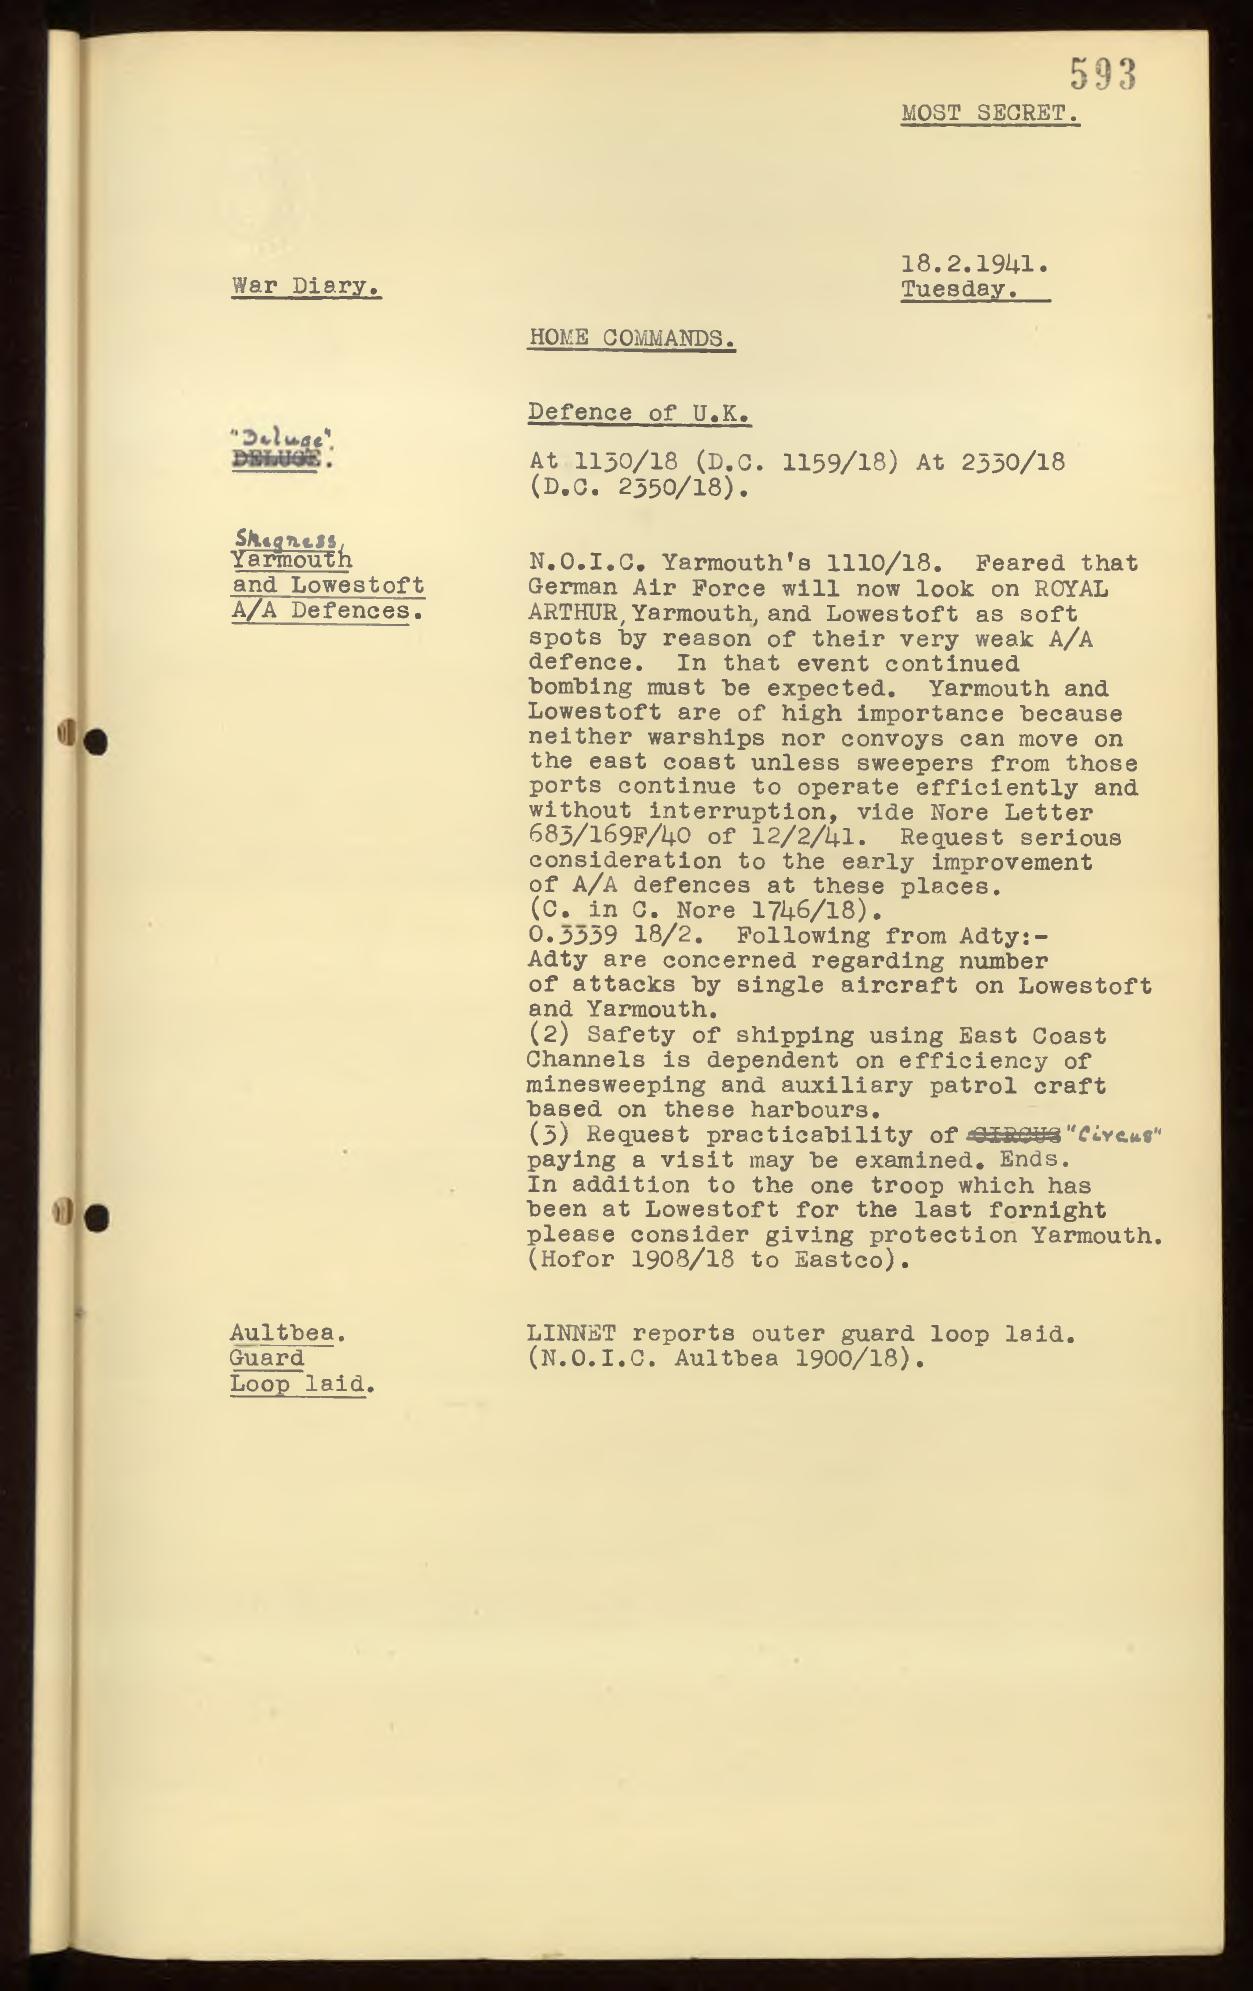 593
MOST SECRET.
18.2.1941.
War Diary.
Tuesday.
HOME COMMANDS.
Defence of U.K.
"Deluge".
DELUGE.
At 1130/18 (D.C. 1159/18) At 2330/18
(D.C. 2350/18).
Skegness,
Yarmouth
and Lowestoft
A/A Defences.
N.O.I.C. Yarmouth's 1110/18. Feared that
German Air Force will now look on ROYAL
ARTHUR, Yarmouth, and Lowestoft as soft
spots by reason of their very weak A/A
defence. In that event continued
bombing must be expected. Yarmouth and
Lowestoft are of high importance because
neither warships nor convoys can move on
the east coast unless sweepers from those
ports continue to operate efficiently and
without interruption, vide Nore Letter
683/169F/40 of 12/2/41. Request serious
consideration to the early improvement
of A/A defences at these places.
(C. in C. Nore 1746/18).
0.3339 18/2. Following from Adty:-
Adty are concerned regarding number
of attacks by single aircraft on Lowestoft
and Yarmouth.
(2) Safety of shipping using East Coast
Channels is dependent on efficiency of
minesweeping and auxiliary patrol craft
based on these harbours.
(3) Request practicability of CIRCUS "Circus"
paying a visit may be examined. Ends.
In addition to the one troop which has
been at Lowestoft for the last fornight
please consider giving protection Yarmouth.
(Hofor 1908/18 to Eastco).
Aultbea.
Guard
Loop laid.
LINNET reports outer guard loop laid.
(N.O.I.C. Aultbea 1900/18).